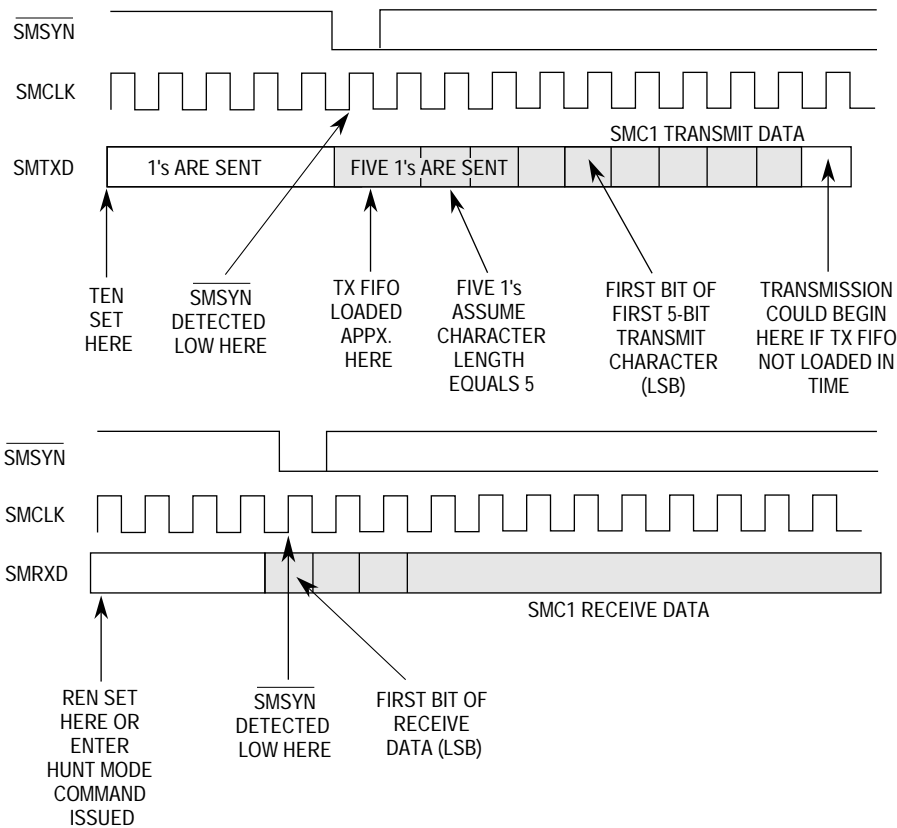 SMSYN
SMCLK
SMC1 TRANSMIT DATA
SMTXD
1's ARE SENT
FIVE 1's ARE SENT
TEN
SET
HERE
SMSYN
DETECTED
LOW HERE
TX FIFO
LOADED
APPX.
HERE
FIVE 1's
ASSUME
CHARACTER
LENGTH
EQUALS 5
FIRST BIT OF
FIRST 5-BIT
TRANSMIT
CHARACTER
(LSB)
TRANSMISSION
COULD BEGIN
HERE IF TX FIFO
NOT LOADED IN
TIME
SMSYN
SMCLK
SMRXD
SMC1 RECEIVE DATA
REN SET
HERE OR
ENTER
HUNT MODE
COMMAND
ISSUED
SMSYN
DETECTED
LOW HERE
FIRST BIT OF
RECEIVE
DATA (LSB)